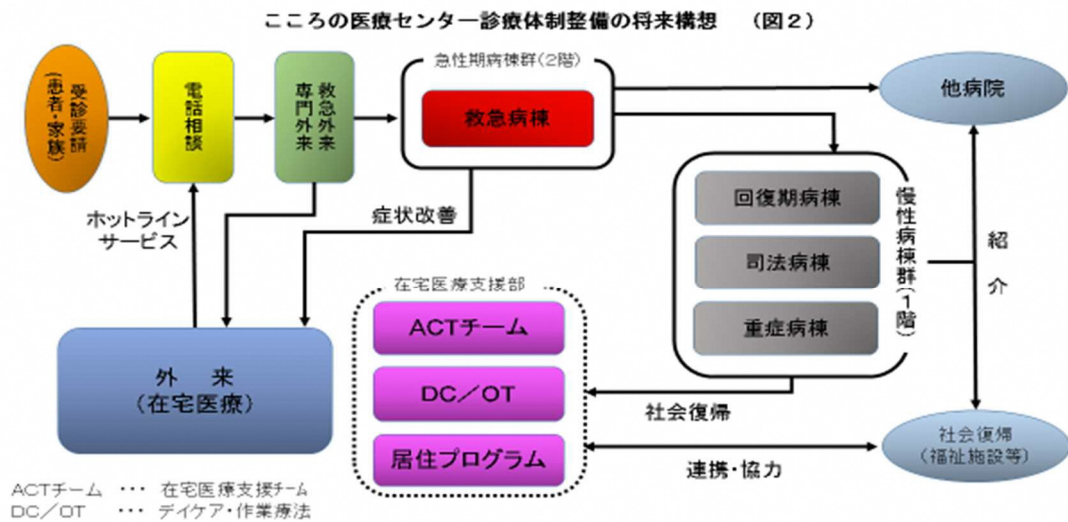 こころの医療センター診療体制整備の将来構想　（図２）
受診要請
（患者・家族）
電話相談
救急外来
専門外来
急性期病棟群（２階）
救急病棟
他病院
ホットライン
サービス
症状改善
回復期病棟
司法病棟
重症病棟
慢性病棟群（１階）
紹　介
在宅医療支援部
ACTチーム
DC／OT
居住プログラム
外　来
（在宅医療）
社会復帰
連携・協力
社会復帰
（福祉施設等）
ACTチーム　･･･　在宅医療支援チーム
DC／OT　･･･　デイケア・作業療法